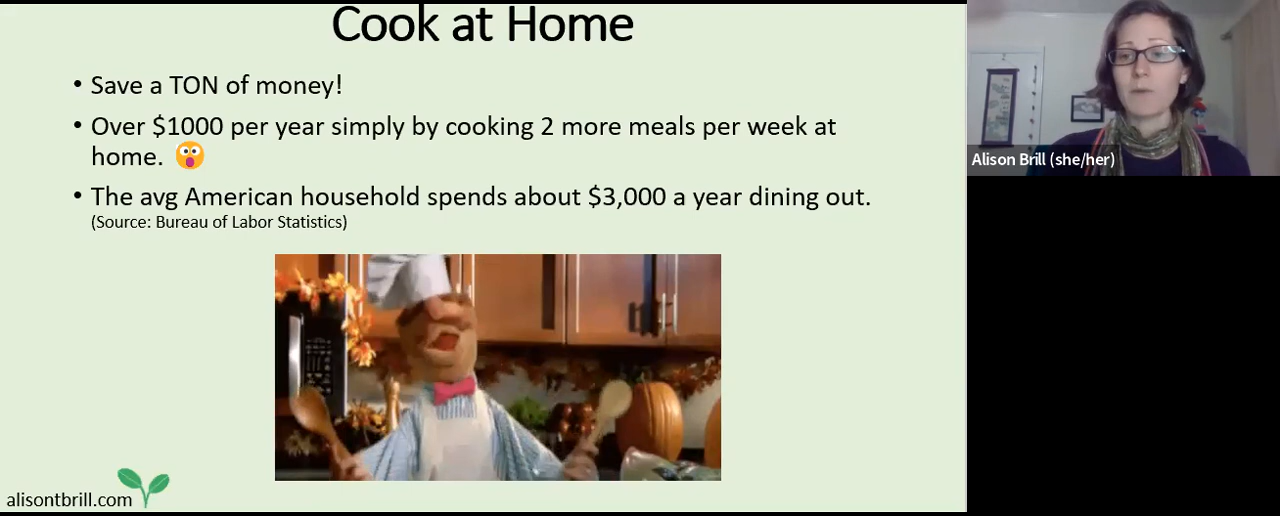 Cook at Home
• Save a TON of money!
• Over $1000 per year simply by cooking 2 more meals per week at
home. 😮
• The avg American household spends about $3,000 a year dining out.
(Source: Bureau of Labor Statistics)
alisontbrill.com
Alison Brill (she/her)